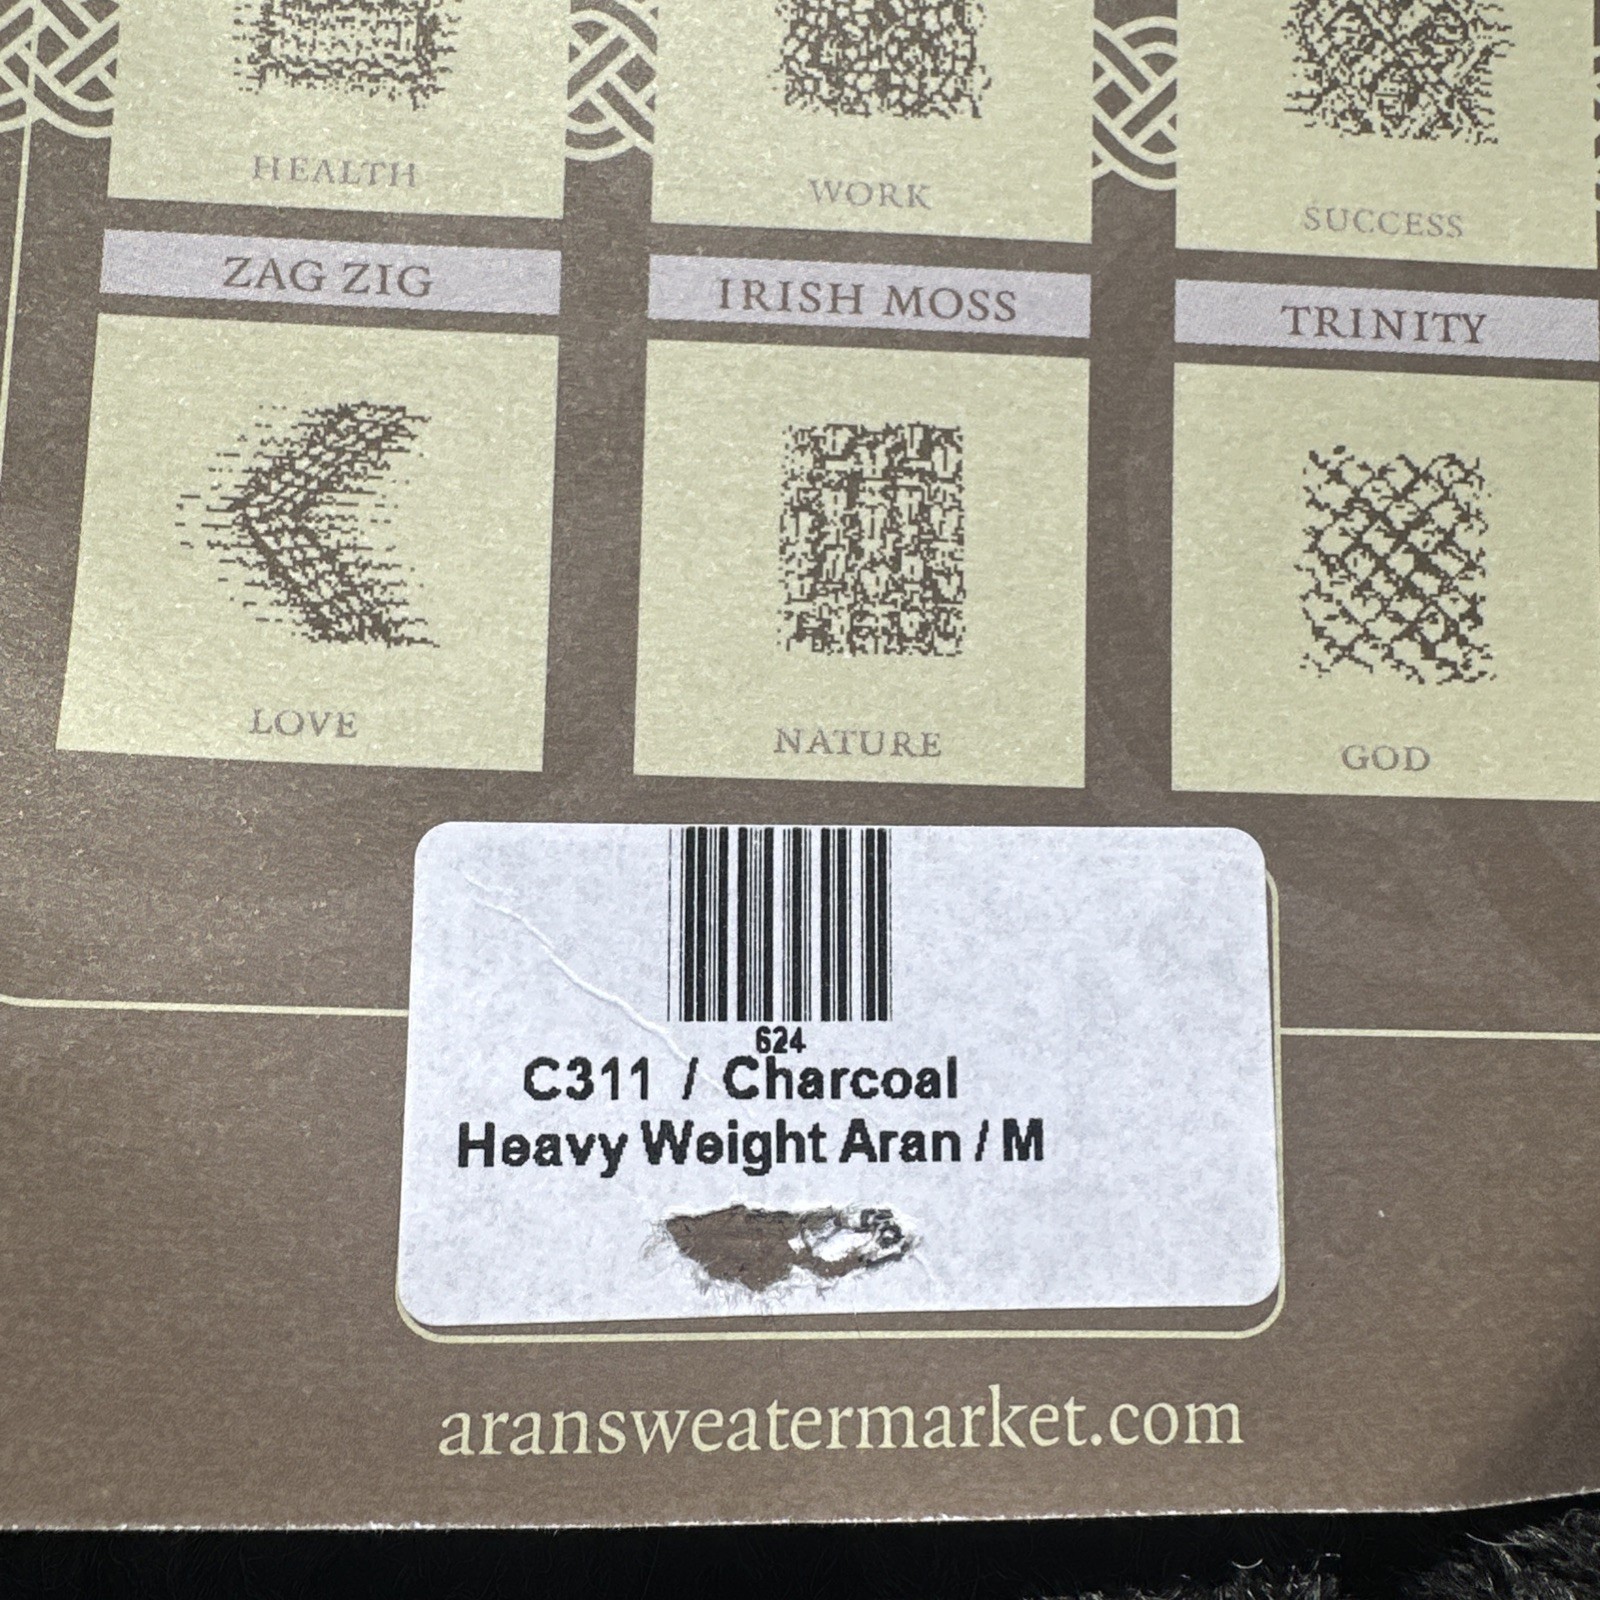 HEALTH
WORK
SUCCESS
ZAG ZIG
IRISH MOSS
TRINITY
LOVE
NATURE
GOD
624
C311 / Charcoal
Heavy Weight Aran / M
aransweatermarket.com